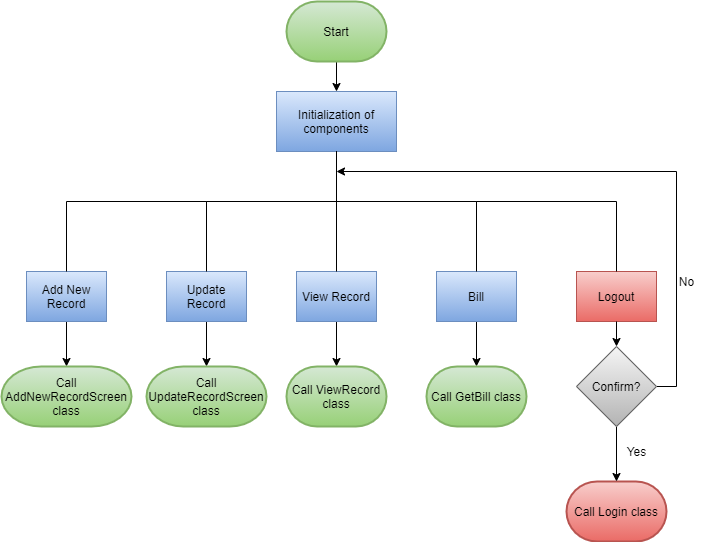 Start
Initialization of
components
Add New
Record
Update
Record
View Record
Bill
Logout
No
Call
AddNewRecordScreen
class
Call
UpdateRecordScreen
class
Call ViewRecord
class
Call GetBill class
Confirm?
Yes
Call Login class